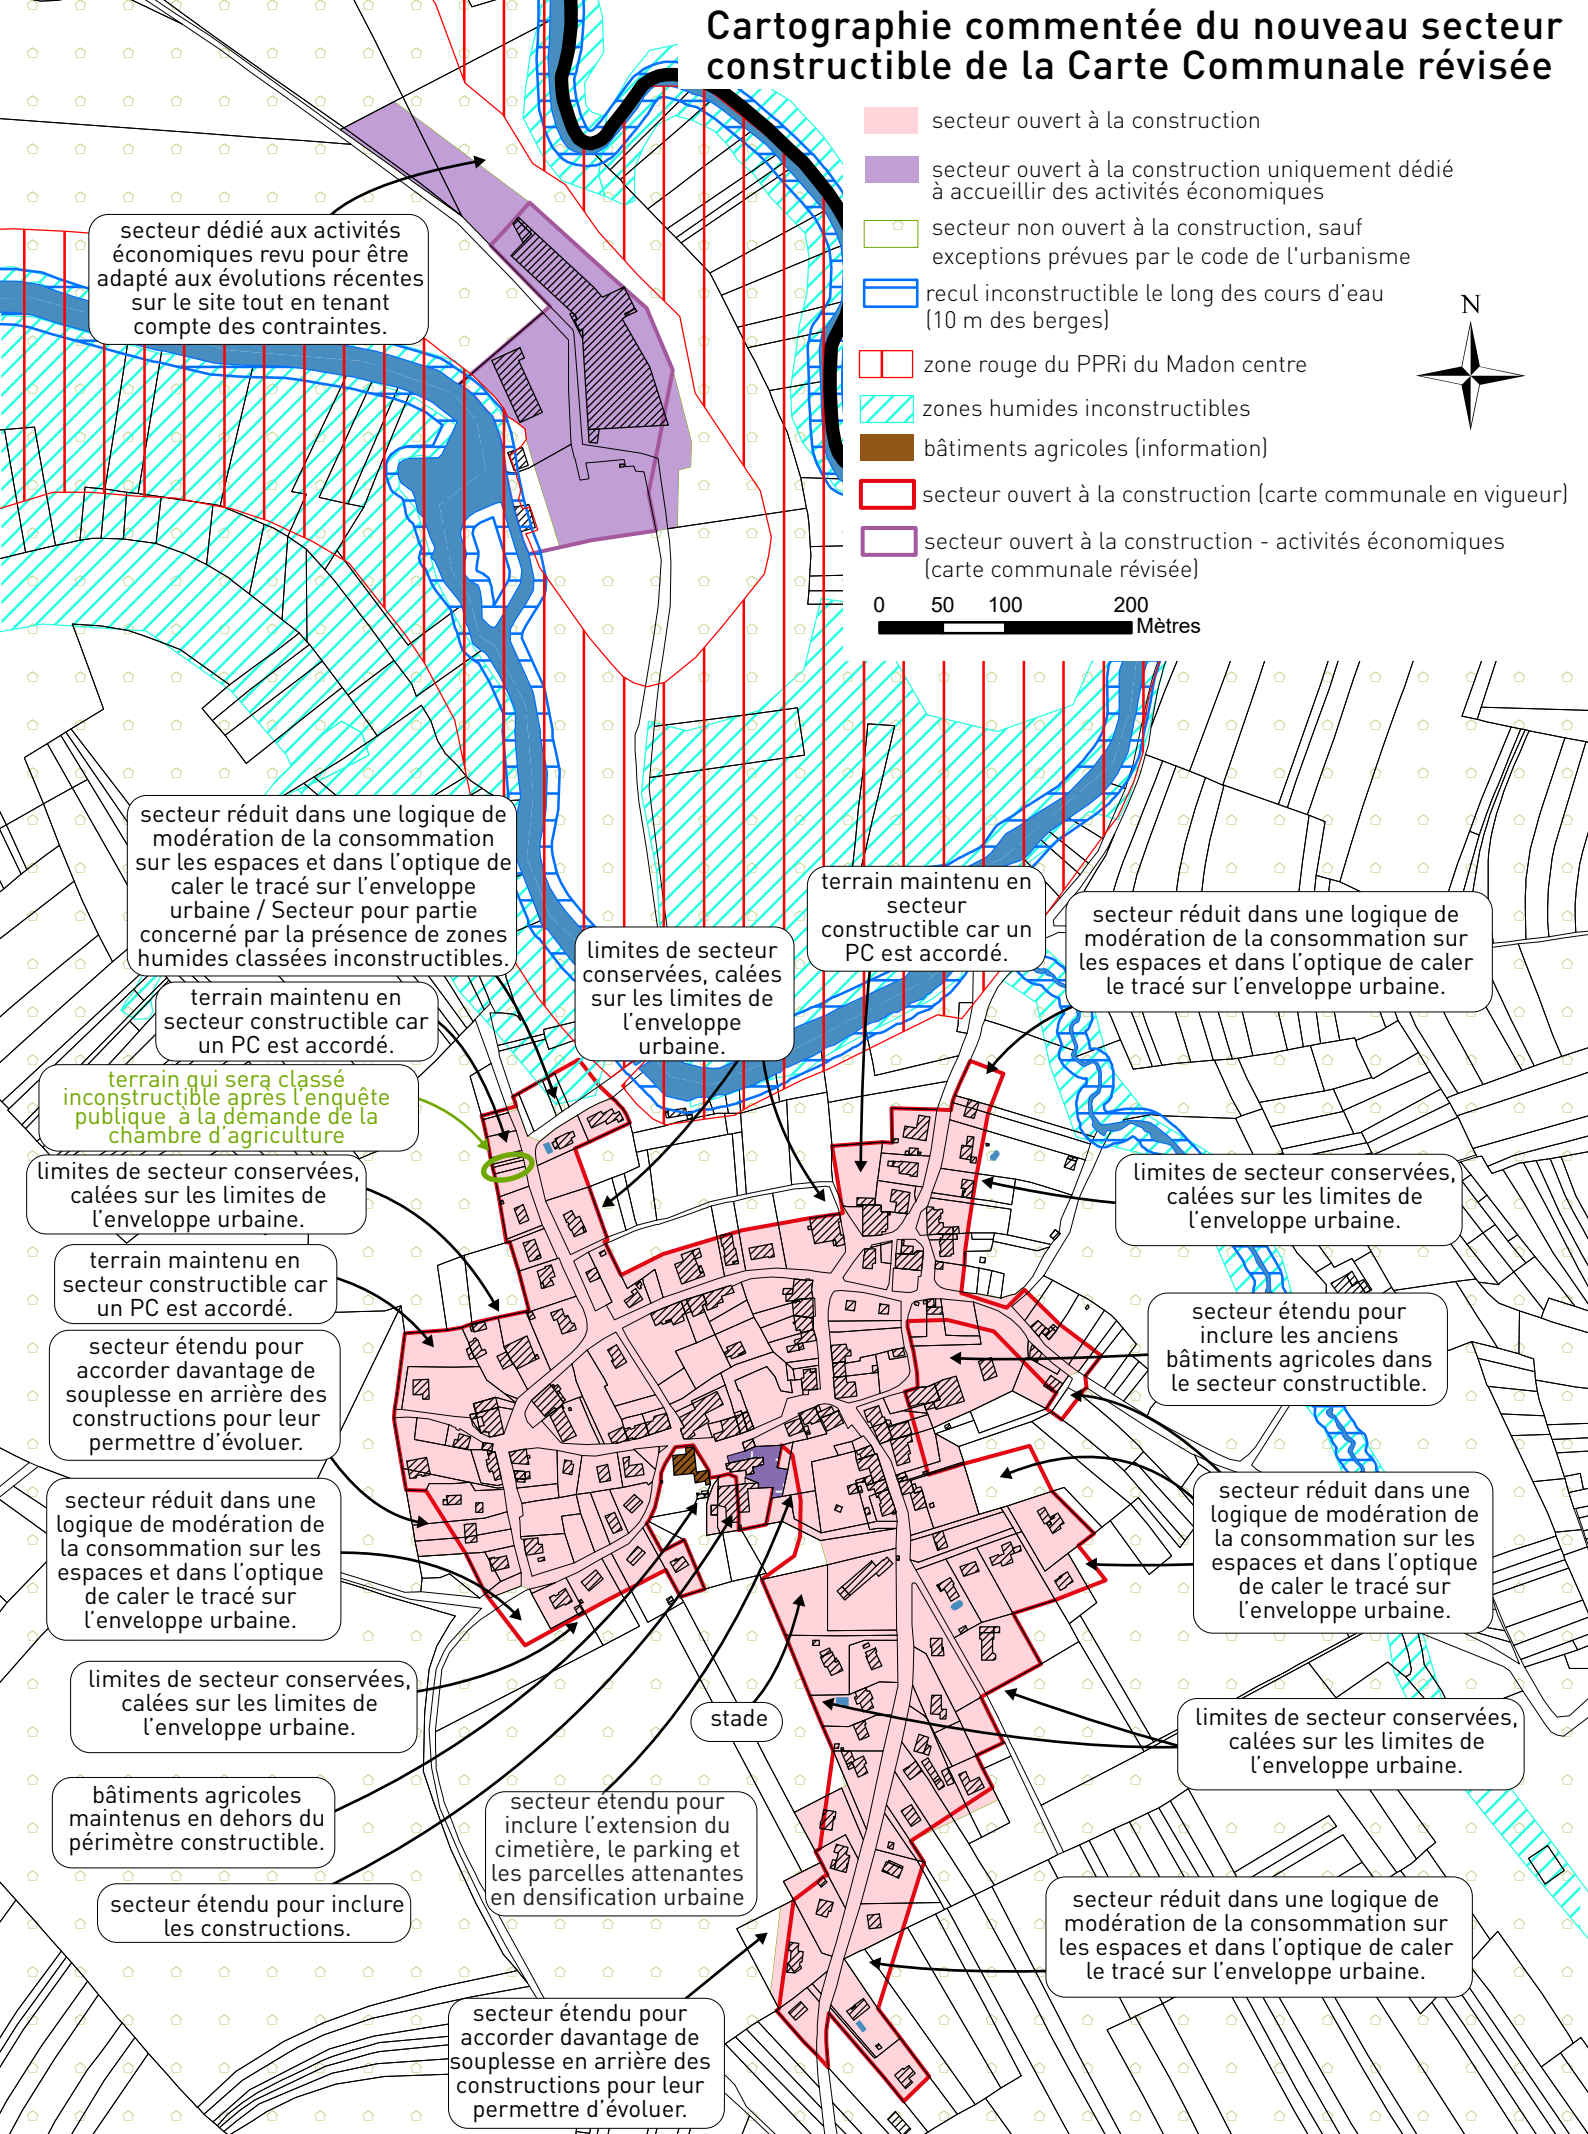 Cartographie commentée du nouveau secteur
constructible de la Carte Communale révisée
secteur ouvert à la construction
secteur ouvert à la construction uniquement dédié
à accueillir des activités économiques
secteur non ouvert à la construction, sauf
exceptions prévues par le code de l'urbanisme
recul inconstructible le long des cours d'eau
(10 m des berges)
zone rouge du PPRi du Madon centre
zones humides inconstructibles
bâtiments agricoles (information)
secteur ouvert à la construction (carte communale en vigueur)
secteur ouvert à la construction - activités économiques
(carte communale révisée)
N
0 50 100 200
Mètres
secteur dédié aux activités
économiques revu pour être
adapté aux évolutions récentes
sur le site tout en tenant
compte des contraintes.
secteur réduit dans une logique de
modération de la consommation
sur les espaces et dans l'optique de
caler le tracé sur l'enveloppe
urbaine / Secteur pour partie
concerné par la présence de zones
humides classées inconstructibles.
limites de secteur
conservées, calées
sur les limites de
l'enveloppe
urbaine.
terrain maintenu en
secteur
constructible car un
PC est accordé.
secteur réduit dans une logique de
modération de la consommation sur
les espaces et dans l'optique de caler
le tracé sur l'enveloppe urbaine.
terrain maintenu en
secteur constructible car
un PC est accordé.
terrain qui sera classé
inconstructible après l'enquête
publique à la demande de la
chambre d'agriculture
limites de secteur conservées,
calées sur les limites de
l'enveloppe urbaine.
limites de secteur conservées,
calées sur les limites de
l'enveloppe urbaine.
terrain maintenu en
secteur constructible car
un PC est accordé.
secteur étendu pour
inclure les anciens
bâtiments agricoles dans
le secteur constructible.
secteur étendu pour
accorder davantage de
souplesse en arrière des
constructions pour leur
permettre d'évoluer.
secteur réduit dans une
logique de modération de
la consommation sur les
espaces et dans l'optique
de caler le tracé sur
l'enveloppe urbaine.
secteur réduit dans une
logique de modération de
la consommation sur les
espaces et dans l'optique
de caler le tracé sur
l'enveloppe urbaine.
limites de secteur conservées,
calées sur les limites de
l'enveloppe urbaine.
stade
limites de secteur conservées,
calées sur les limites de
l'enveloppe urbaine.
bâtiments agricoles
maintenus en dehors du
périmètre constructible.
secteur étendu pour
inclure l'extension du
cimetière, le parking et
les parcelles attenantes
en densification urbaine
secteur étendu pour inclure
les constructions.
secteur réduit dans une logique de
modération de la consommation sur
les espaces et dans l'optique de caler
le tracé sur l'enveloppe urbaine.
secteur étendu pour
accorder davantage de
souplesse en arrière des
constructions pour leur
permettre d'évoluer.